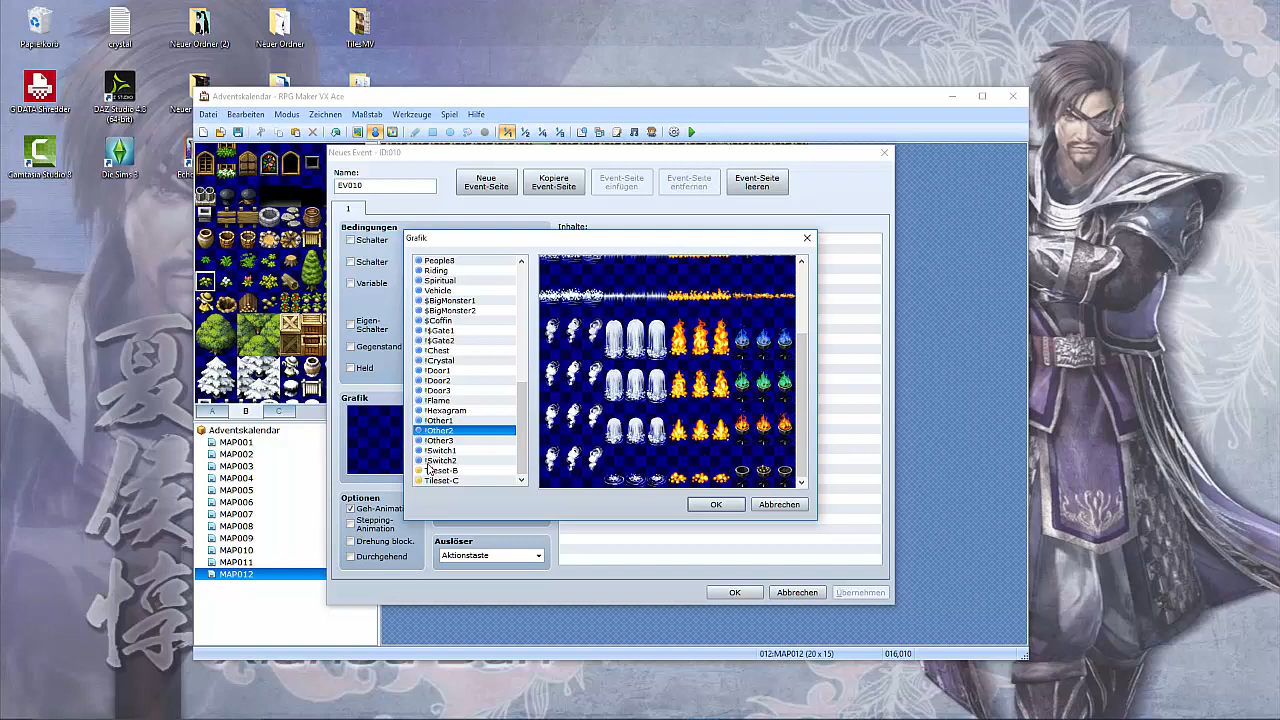 Papierkorb
crystal
Neuer Ordner (2)
Neuer Ordner
Tiles-MV
G DATA Shredder
DAZ Studio 4.8
(64-bit)
Camtasia Studio 8
Die Sims 3
Adventskalendar - RPG Maker VX Ace
Datei Bearbeiten Modus Zeichnen Maßstab Werkzeuge Spiel Hilfe
Neues Event - ID:010
Name:
EV010
Neue
Event-Seite
Kopiere
Event-Seite
Event-Seite
einfügen
Event-Seite
entfernen
Event-Seite
leeren
1
Bedingungen
Schalter
Schalter
Variable
Eigen-
Schalter
Gegenstand
Held
Inhalte:
Grafik
People8
Riding
Spiritual
Vehicle
$BigMonster1
$BigMonster2
$Coffin
!$Gate1
!$Gate2
!Chest
!Crystal
!Door1
!Door2
!Door3
!Flame
!Hexagram
!Other1
!Other2
!Other3
!Switch1
!Switch2
Tileset-B
Tileset-C
OK
Abbrechen
Grafik
Optionen
Geh-Animati
Stepping-
Animation
Drehung block.
Durchgehend
Auslöser
Aktionstaste
OK
Abbrechen
Übernehmen
A B C
Adventskalendar
MAP001
MAP002
MAP003
MAP004
MAP005
MAP006
MAP007
MAP008
MAP009
MAP010
MAP011
MAP012
012:MAP012 (20 x 15)
016,010
夏
侯
惇